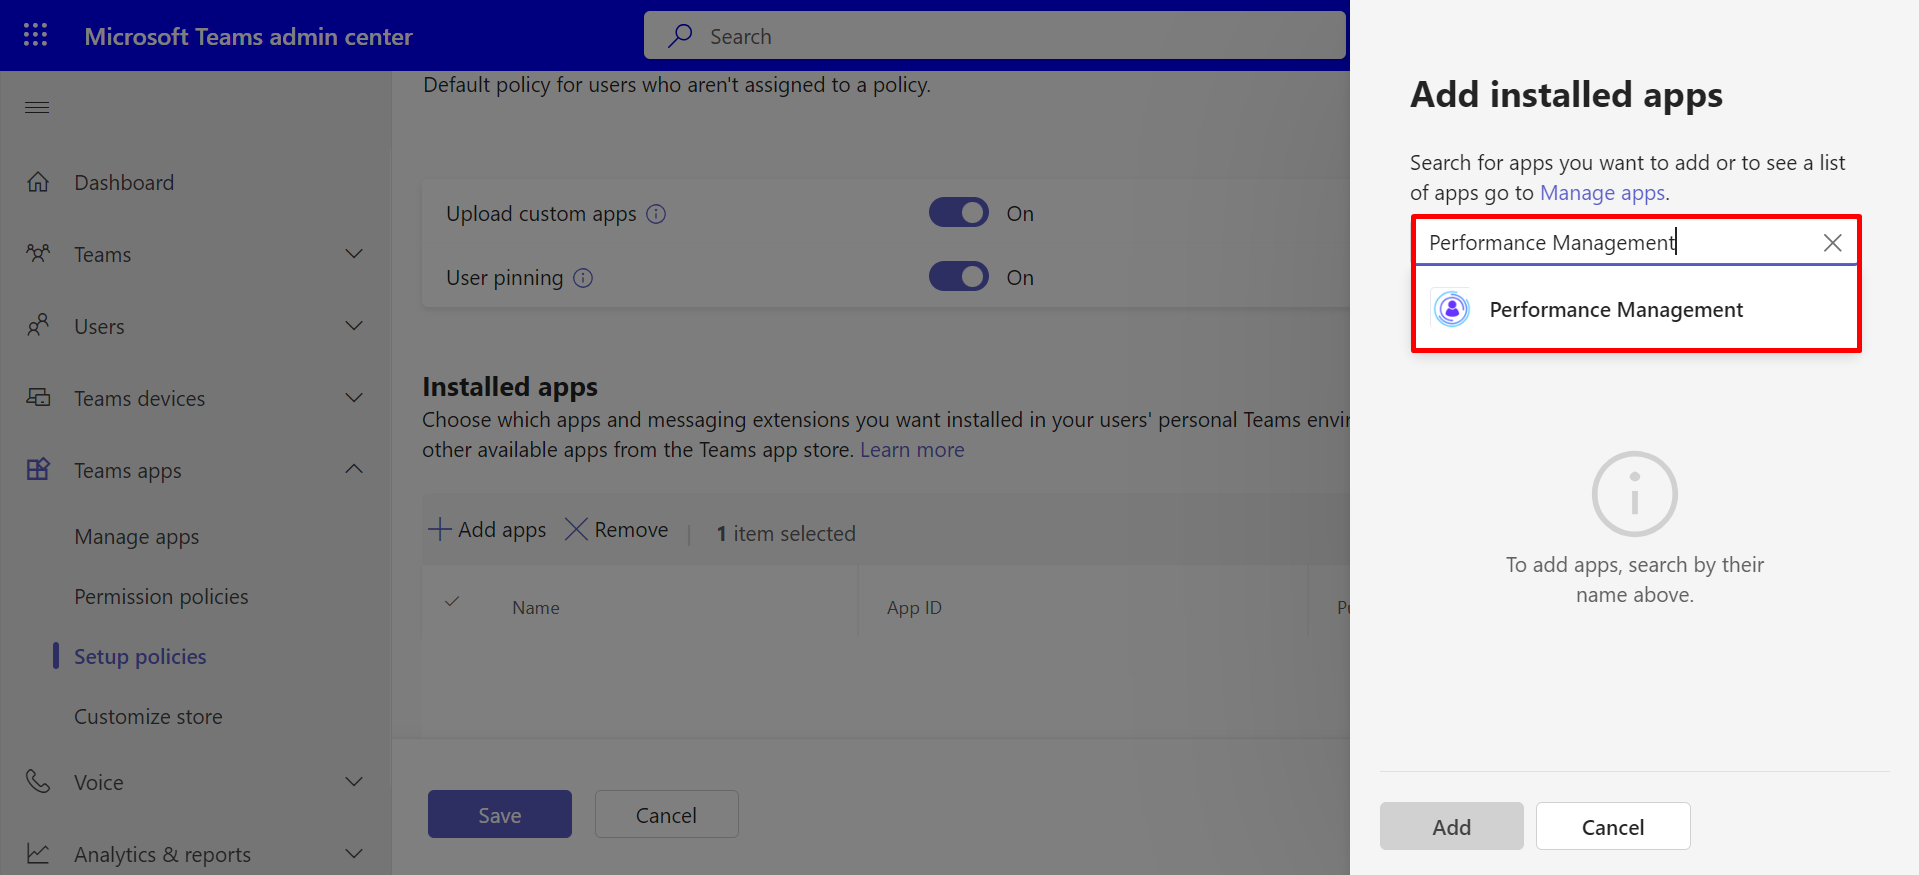 Microsoft Teams admin center
Search
Dashboard
Teams
Users
Teams devices
Teams apps
Manage apps
Permission policies
Setup policies
Customize store
Voice
Analytics & reports
Default policy for users who aren't assigned to a policy.
Upload custom apps
On
User pinning
On
Installed apps
Choose which apps and messaging extensions you want installed in your users' personal Teams
other available apps from the Teams app store. Learn more
Add apps
Remove
1 item selected
Name
App ID
Save
Cancel
Add installed apps
Search for apps you want to add or to see a list
of apps go to Manage apps.
Performance Management
Performance Management
To add apps, search by their
name above.
Add
Cancel